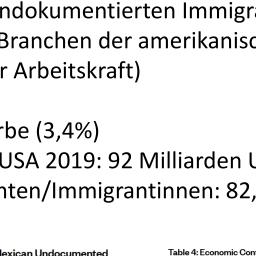 ndokumentierten Immigra
Branchen der amerikanisc
r Arbeitskraft)
rbe (3,4%)
USA 2019: 92 Milliarden U
nten/Immigrantinnen: 82,
Mexican Undocumented
Table 4: Economic Con